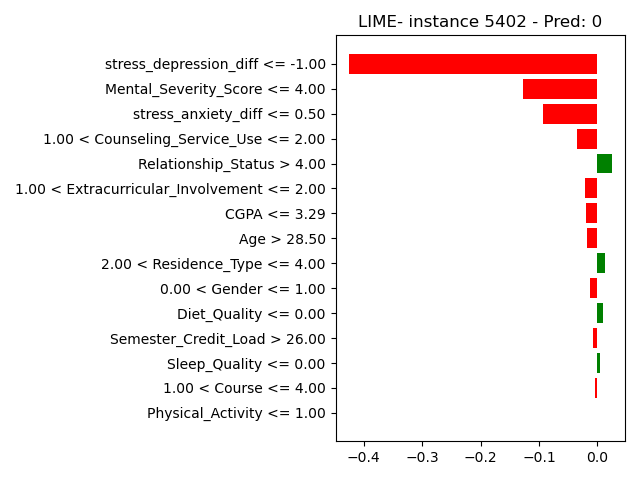 LIME- instance 5402 - Pred: 0
stress_depression_diff <= -1.00
Mental_Severity_Score <= 4.00
stress_anxiety_diff <= 0.50
1.00 < Counseling_Service_Use <= 2.00
Relationship_Status > 4.00
1.00 < Extracurricular_Involvement <= 2.00
CGPA <= 3.29
Age > 28.50
2.00 < Residence_Type <= 4.00
0.00 < Gender <= 1.00
Diet_Quality <= 0.00
Semester_Credit_Load > 26.00
Sleep_Quality <= 0.00
1.00 < Course <= 4.00
Physical_Activity <= 1.00
−0.4 −0.3 −0.2 −0.1 0.0